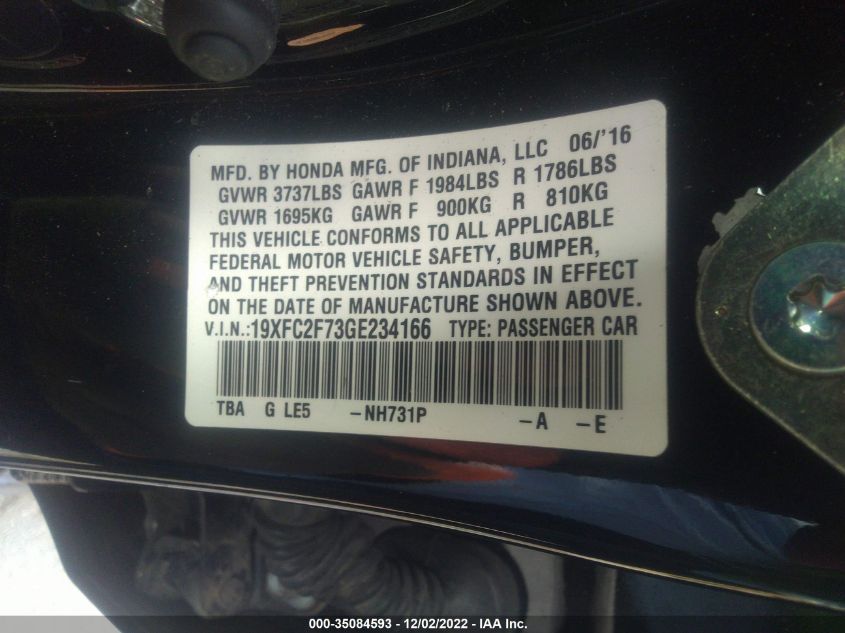 MFD. BY HONDA MFG. OF INDIANA, LLC 06/'16
GVWR 3737LBS GAWR F 1984LBS R 1786LBS
GVWR 1695KG GAWR F 900KG R 810KG
THIS VEHICLE CONFORMS TO ALL APPLICABLE
FEDERAL MOTOR VEHICLE SAFETY, BUMPER,
AND THEFT PREVENTION STANDARDS IN EFFECT
ON THE DATE OF MANUFACTURE SHOWN ABOVE.
V.I.N.:19XFC2F73GE234166 TYPE: PASSENGER CAR
TBA G LE5 -NH731P -A -E
000-35084593 - 12/02/2022 - IAA Inc.